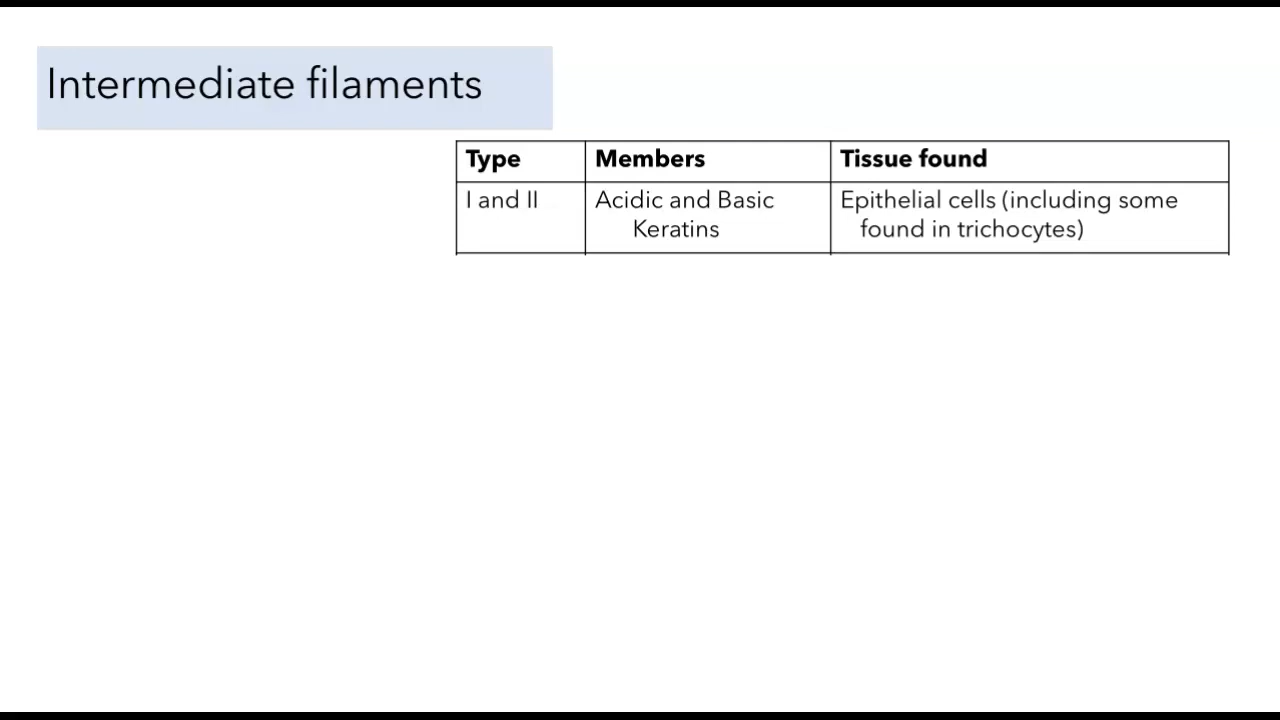 Intermediate filaments
Type Members Tissue found
I and II Acidic and Basic Epithelial cells (including some
Keratins found in trichocytes)